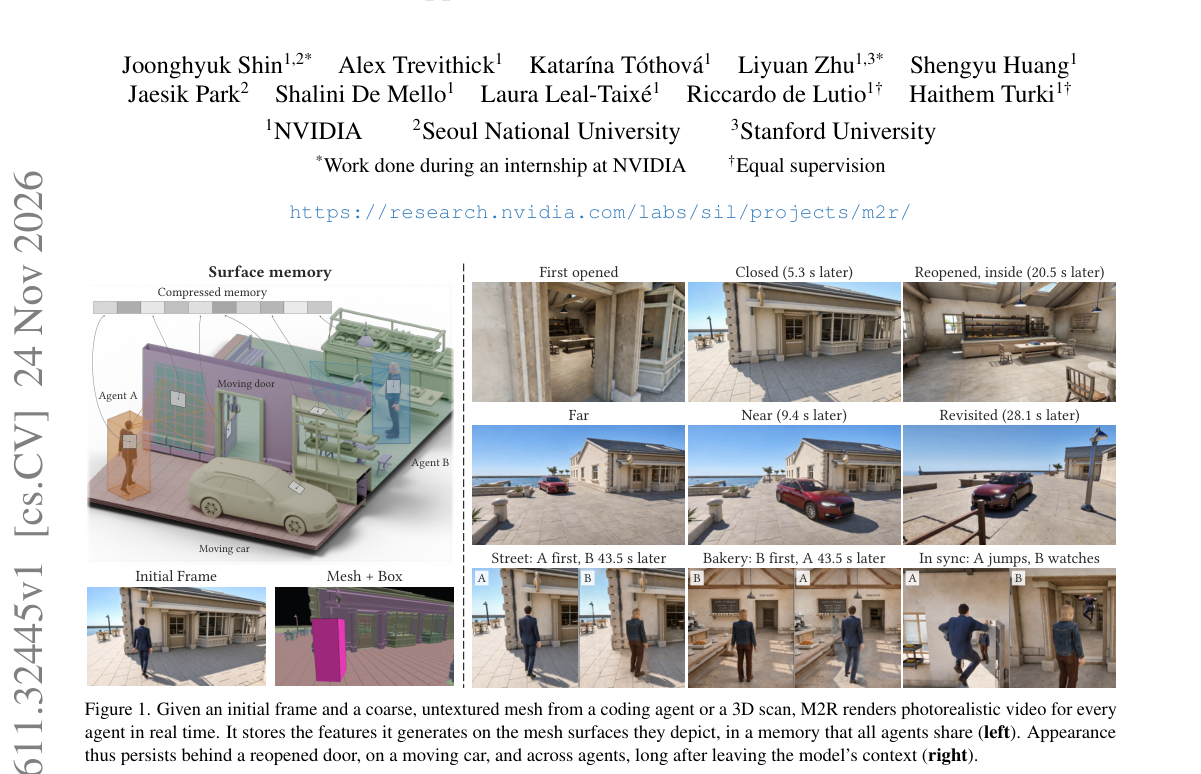 Joonghyuk Shin1,2* Alex Trevithick1 Katarína Tóthová1 Liyuan Zhu1,3* Shengyu Huang1
Jaesik Park2 Shalini De Mello1 Laura Leal-Taixé1 Riccardo de Lutio1† Haithem Turki1†
1NVIDIA 2Seoul National University 3Stanford University
*Work done during an internship at NVIDIA †Equal supervision
https://research.nvidia.com/labs/sil/projects/m2r/
611.32445v1 [cs.CV] 24 Nov 2026
Surface memory
Compressed memory
Moving door
Agent A
Agent B
Moving car
Initial Frame
Mesh + Box
First opened
Closed (5.3 s later)
Reopened, inside (20.5 s later)
Far
Near (9.4 s later)
Revisited (28.1 s later)
Street: A first, B 43.5 s later
Bakery: B first, A 43.5 s later
In sync: A jumps, B watches
A
B
B
A
A
B
Figure 1. Given an initial frame and a coarse, untextured mesh from a coding agent or a 3D scan, M2R renders photorealistic video for every
agent in real time. It stores the features it generates on the mesh surfaces they depict, in a memory that all agents share (left). Appearance
thus persists behind a reopened door, on a moving car, and across agents, long after leaving the model's context (right).